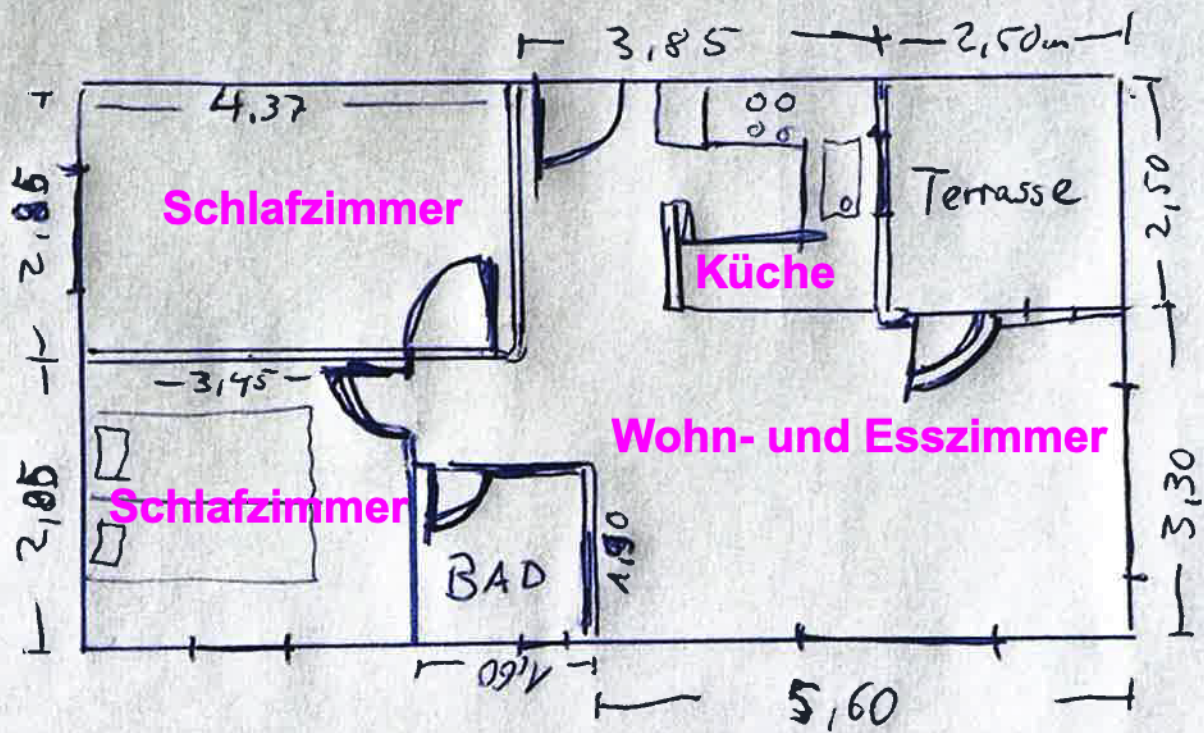 3,85
2,50m
4,37
2,85
Schlafzimmer
Terrasse
2,50
Küche
3,45
Wohn- und Esszimmer
2,85
Schlafzimmer
BAD
1,90
3,30
1,60
5,60